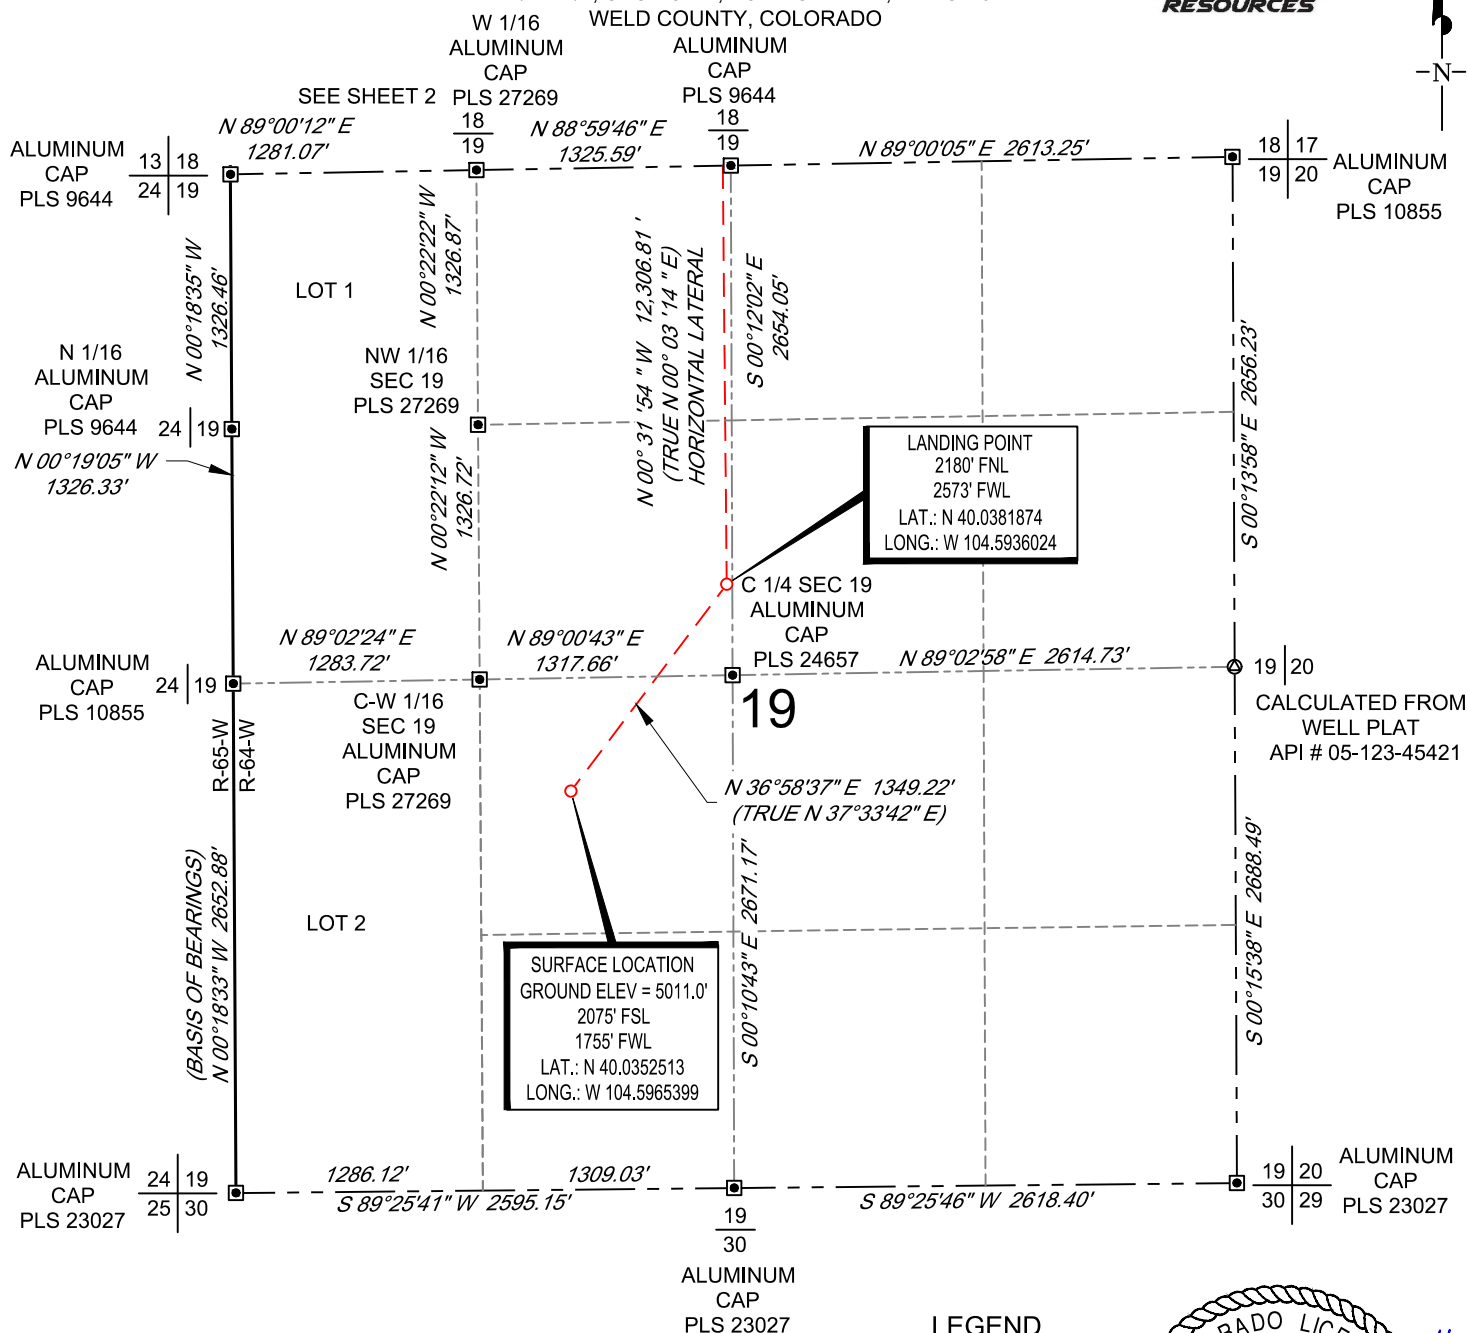 RESOURCES
WELD COUNTY, COLORADO
-N-
W 1/16
ALUMINUM
CAP
PLS 27269
ALUMINUM
CAP
PLS 9644
SEE SHEET 2
18
19
18
19
N 89°00'12" E
1281.07'
N 88°59'46" E
1325.59'
N 89°00'05" E 2613.25'
ALUMINUM
CAP
PLS 9644
13 18
24 19
18 17
19 20
ALUMINUM
CAP
PLS 10855
N 00°18'35" W
1326.46'
LOT 1
N 00°22'22" W
1326.87'
N 00° 31 '54 " W 12,306.81 '
(TRUE N 00° 03 '14 " E)
HORIZONTAL LATERAL
S 00°12'02" E
2654.05'
S 00°13'58" E 2656.23'
N 1/16
ALUMINUM
CAP
PLS 9644
24 19
N 00°19'05" W
1326.33'
NW 1/16
SEC 19
PLS 27269
N 00°22'12" W
1326.72'
LANDING POINT
2180' FNL
2573' FWL
LAT.: N 40.0381874
LONG.: W 104.5936024
C 1/4 SEC 19
ALUMINUM
CAP
PLS 24657
N 89°02'24" E
1283.72'
N 89°00'43" E
1317.66'
N 89°02'58" E 2614.73'
ALUMINUM
CAP
PLS 10855
24 19
19 20
CALCULATED FROM
WELL PLAT
API # 05-123-45421
C-W 1/16
SEC 19
ALUMINUM
CAP
PLS 27269
19
R-65-W
R-64-W
N 36°58'37" E 1349.22'
(TRUE N 37°33'42" E)
(BASIS OF BEARINGS)
N 00°18'33" W 2652.88'
LOT 2
S 00°10'43" E 2671.17'
S 00°15'38" E 2688.49'
SURFACE LOCATION
GROUND ELEV = 5011.0'
2075' FSL
1755' FWL
LAT.: N 40.0352513
LONG.: W 104.5965399
ALUMINUM
CAP
PLS 23027
24 19
25 30
1286.12'
1309.03'
S 89°25'41" W 2595.15'
S 89°25'46" W 2618.40'
19 20
30 29
ALUMINUM
CAP
PLS 23027
19
30
ALUMINUM
CAP
PLS 23027
LEGEND